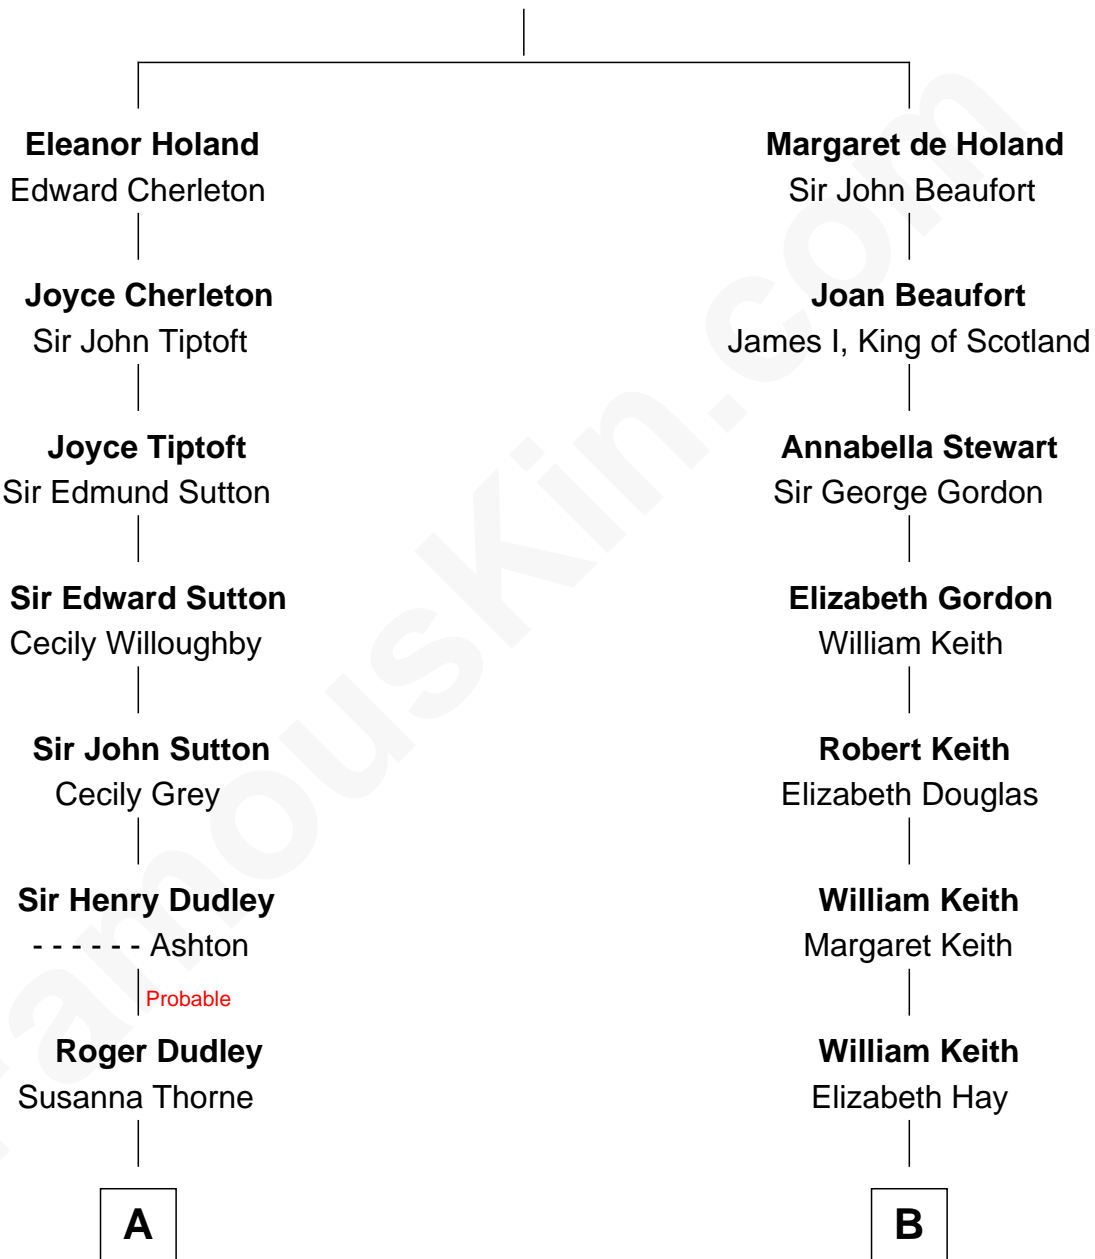 Eleanor Holand
Edward Cherleton
Joyce Cherleton
Sir John Tiptoft
Joyce Tiptoft
Sir Edmund Sutton
Sir Edward Sutton
Cecily Willoughby
Sir John Sutton
Cecily Grey
Sir Henry Dudley
- - - - - - Ashton
Probable
Roger Dudley
Susanna Thorne
A
Margaret de Holand
Sir John Beaufort
Joan Beaufort
James I, King of Scotland
Annabella Stewart
Sir George Gordon
Elizabeth Gordon
William Keith
Robert Keith
Elizabeth Douglas
William Keith
Margaret Keith
William Keith
Elizabeth Hay
B
FamousKin.com